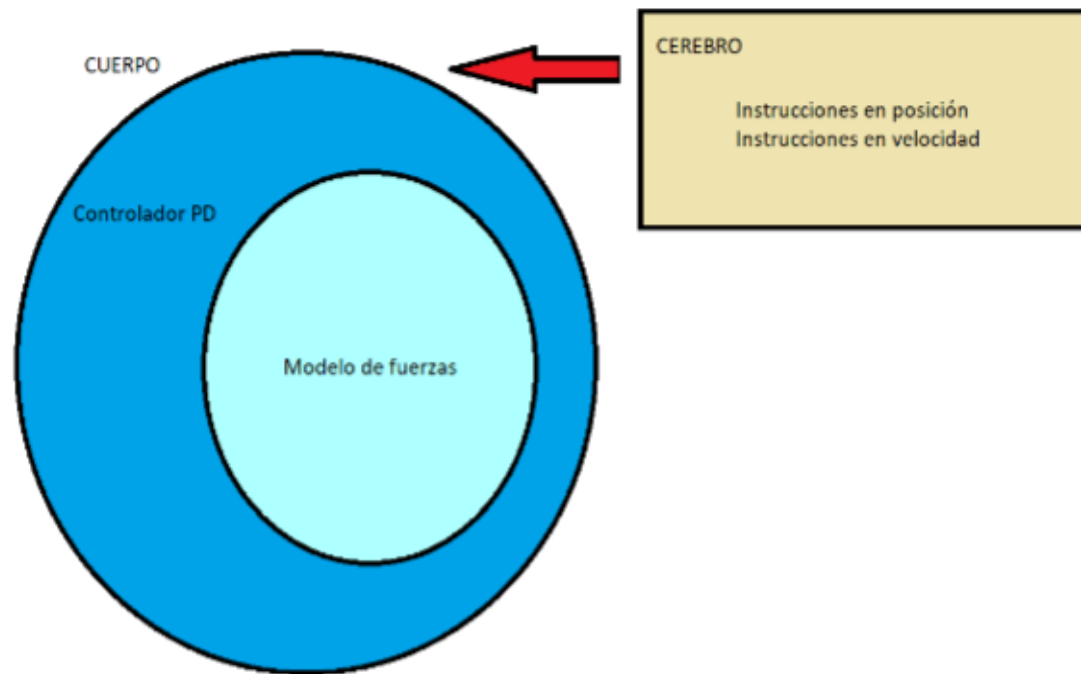 CUERPO
CEREBRO
Instrucciones en posición
Instrucciones en velocidad
Controlador PD
Modelo de fuerzas